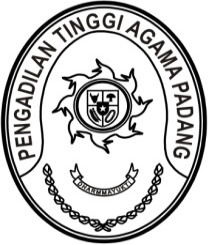 PENGADILAN TINGGI AGAMA PADANG
DHARMMAYUKTI